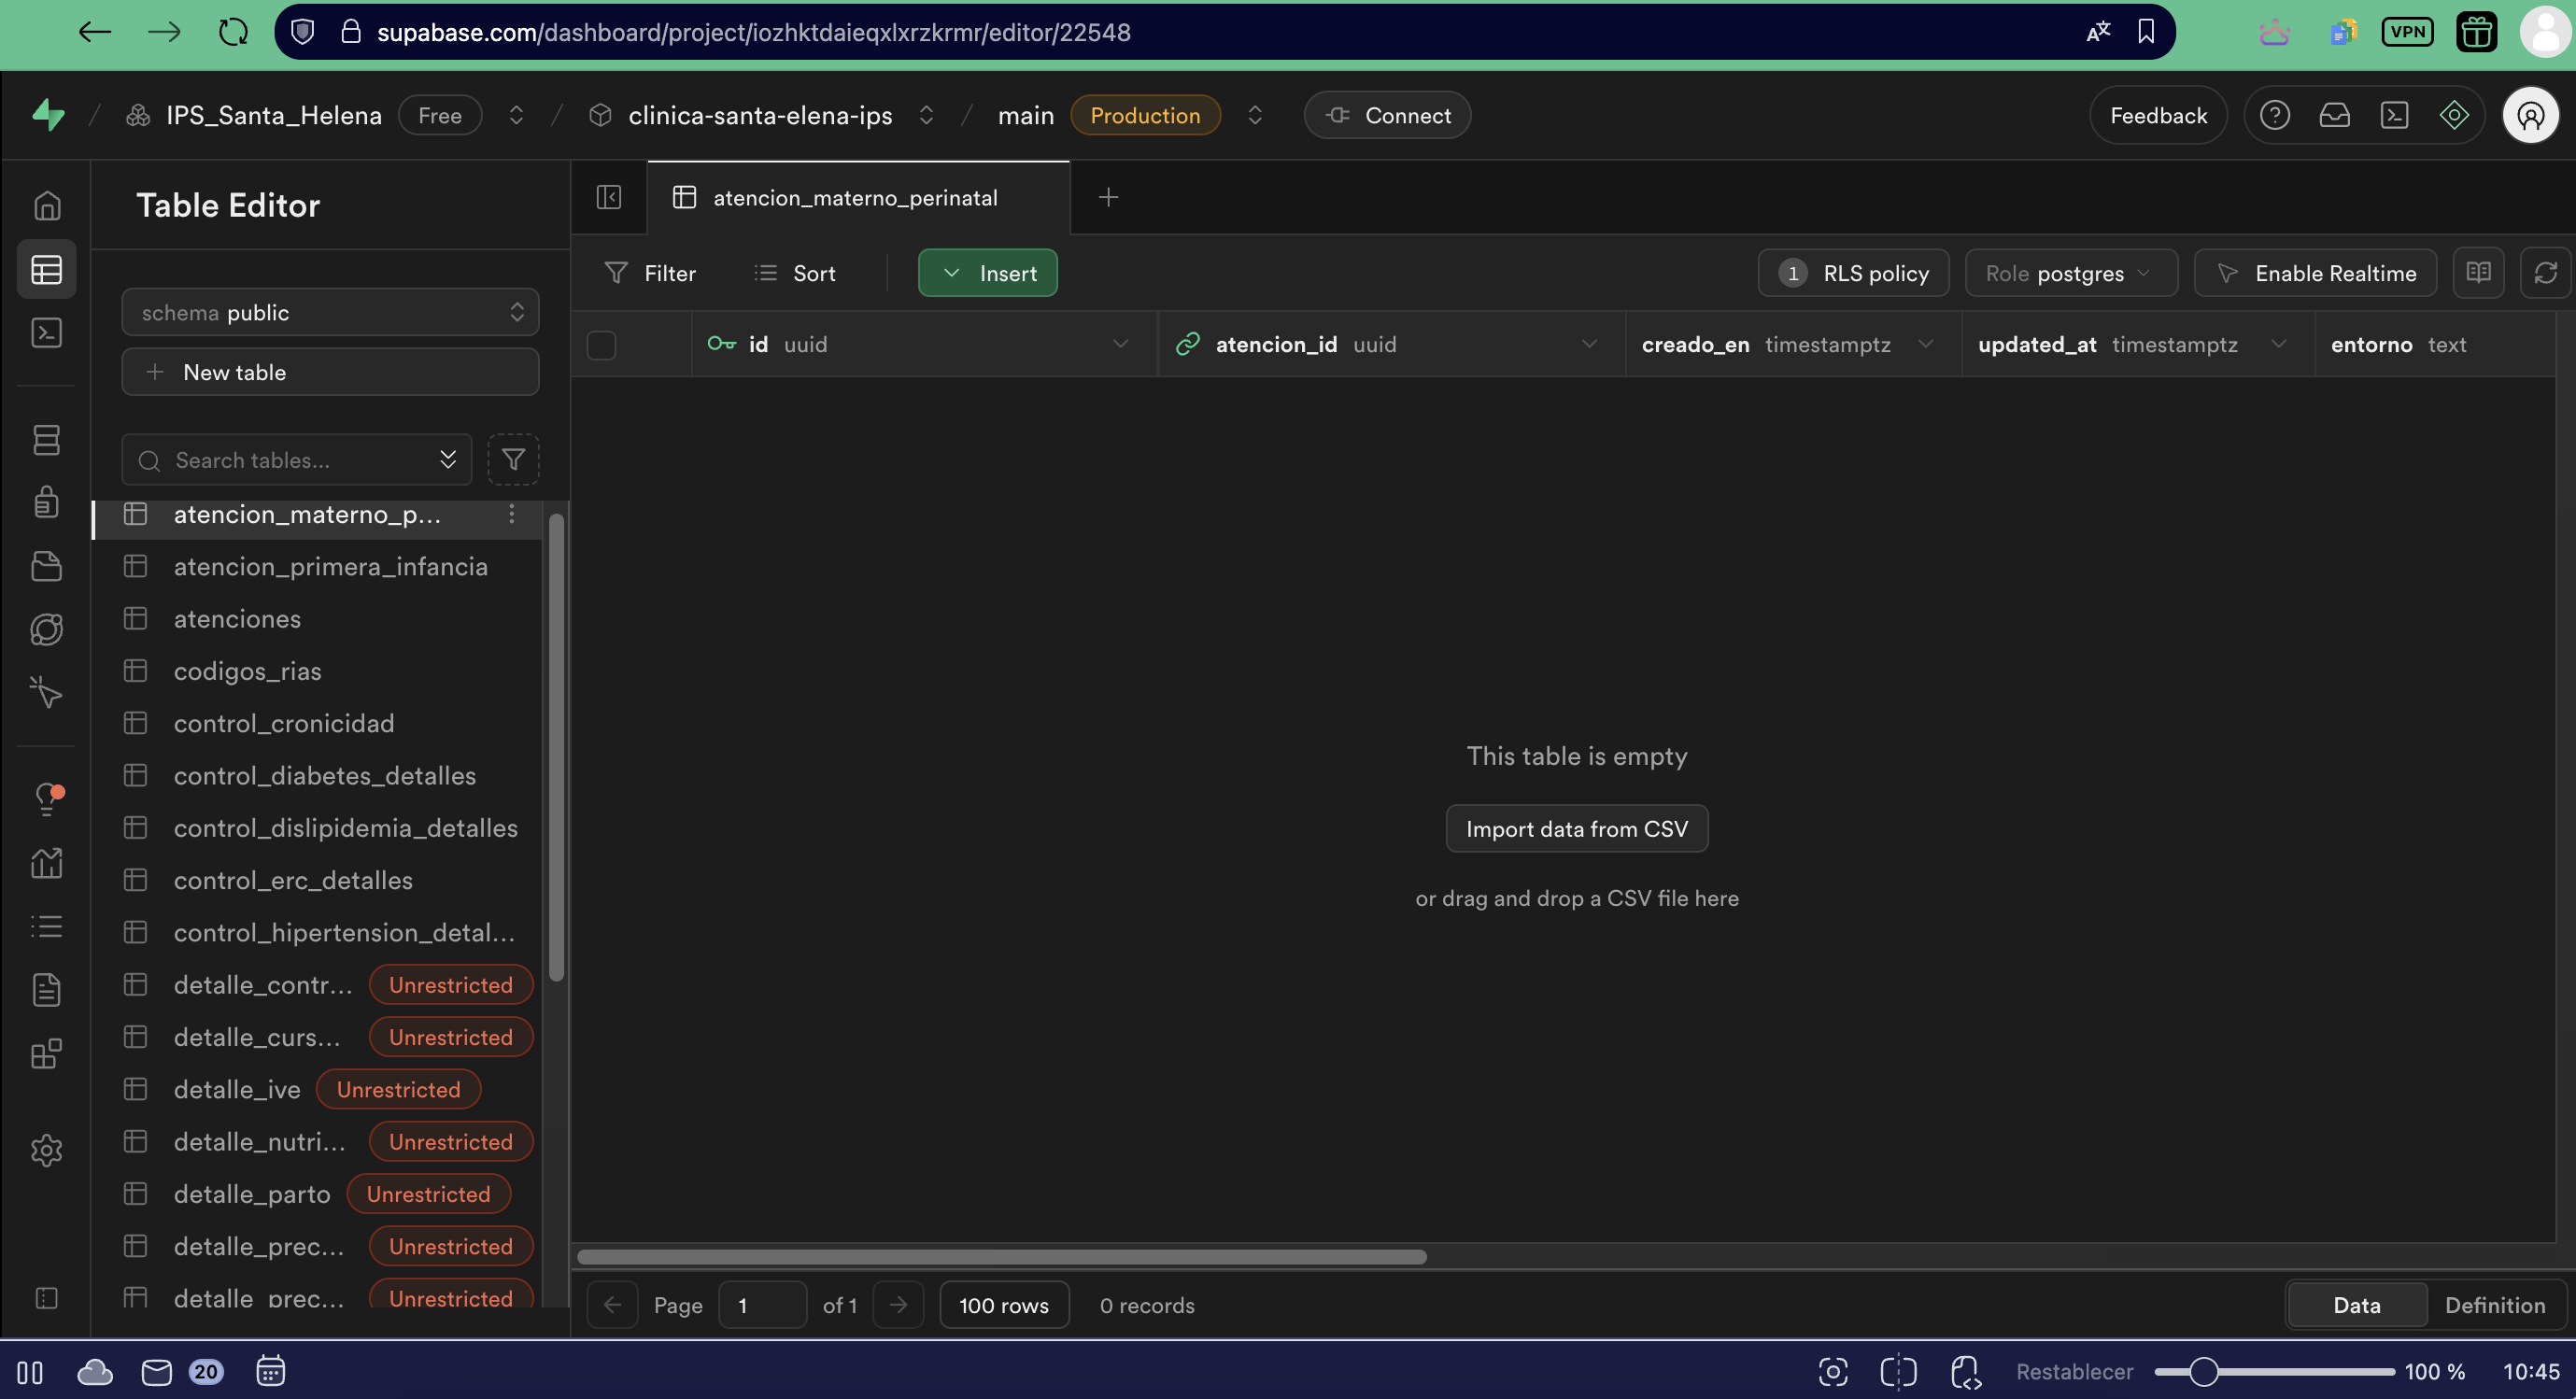 supabase.com/dashboard/project/iozhktdaieqxlxrzkrmr/editor/22548
VPN
IPS_Santa_Helena Free
clinica-santa-elena-ips
main Production
Connect
Feedback
Table Editor
atencion_materno_perinatal
schema public
New table
Search tables...
Filter
Sort
Insert
1 RLS policy
Role postgres
Enable Realtime
id uuid
atencion_id uuid
creado_en timestamptz
updated_at timestamptz
entorno text
atencion_materno_p...
atencion_primera_infancia
atenciones
codigos_rias
control_cronicidad
control_diabetes_detalles
control_dislipidemia_detalles
control_erc_detalles
control_hipertension_detal...
detalle_contr... Unrestricted
detalle_curs... Unrestricted
detalle_ive Unrestricted
detalle_nutri... Unrestricted
detalle_parto Unrestricted
detalle_prec... Unrestricted
detalle_prec... Unrestricted
This table is empty
Import data from CSV
or drag and drop a CSV file here
Page 1 of 1
100 rows
0 records
Data
Definition
20
Restablecer
100 %
10:45